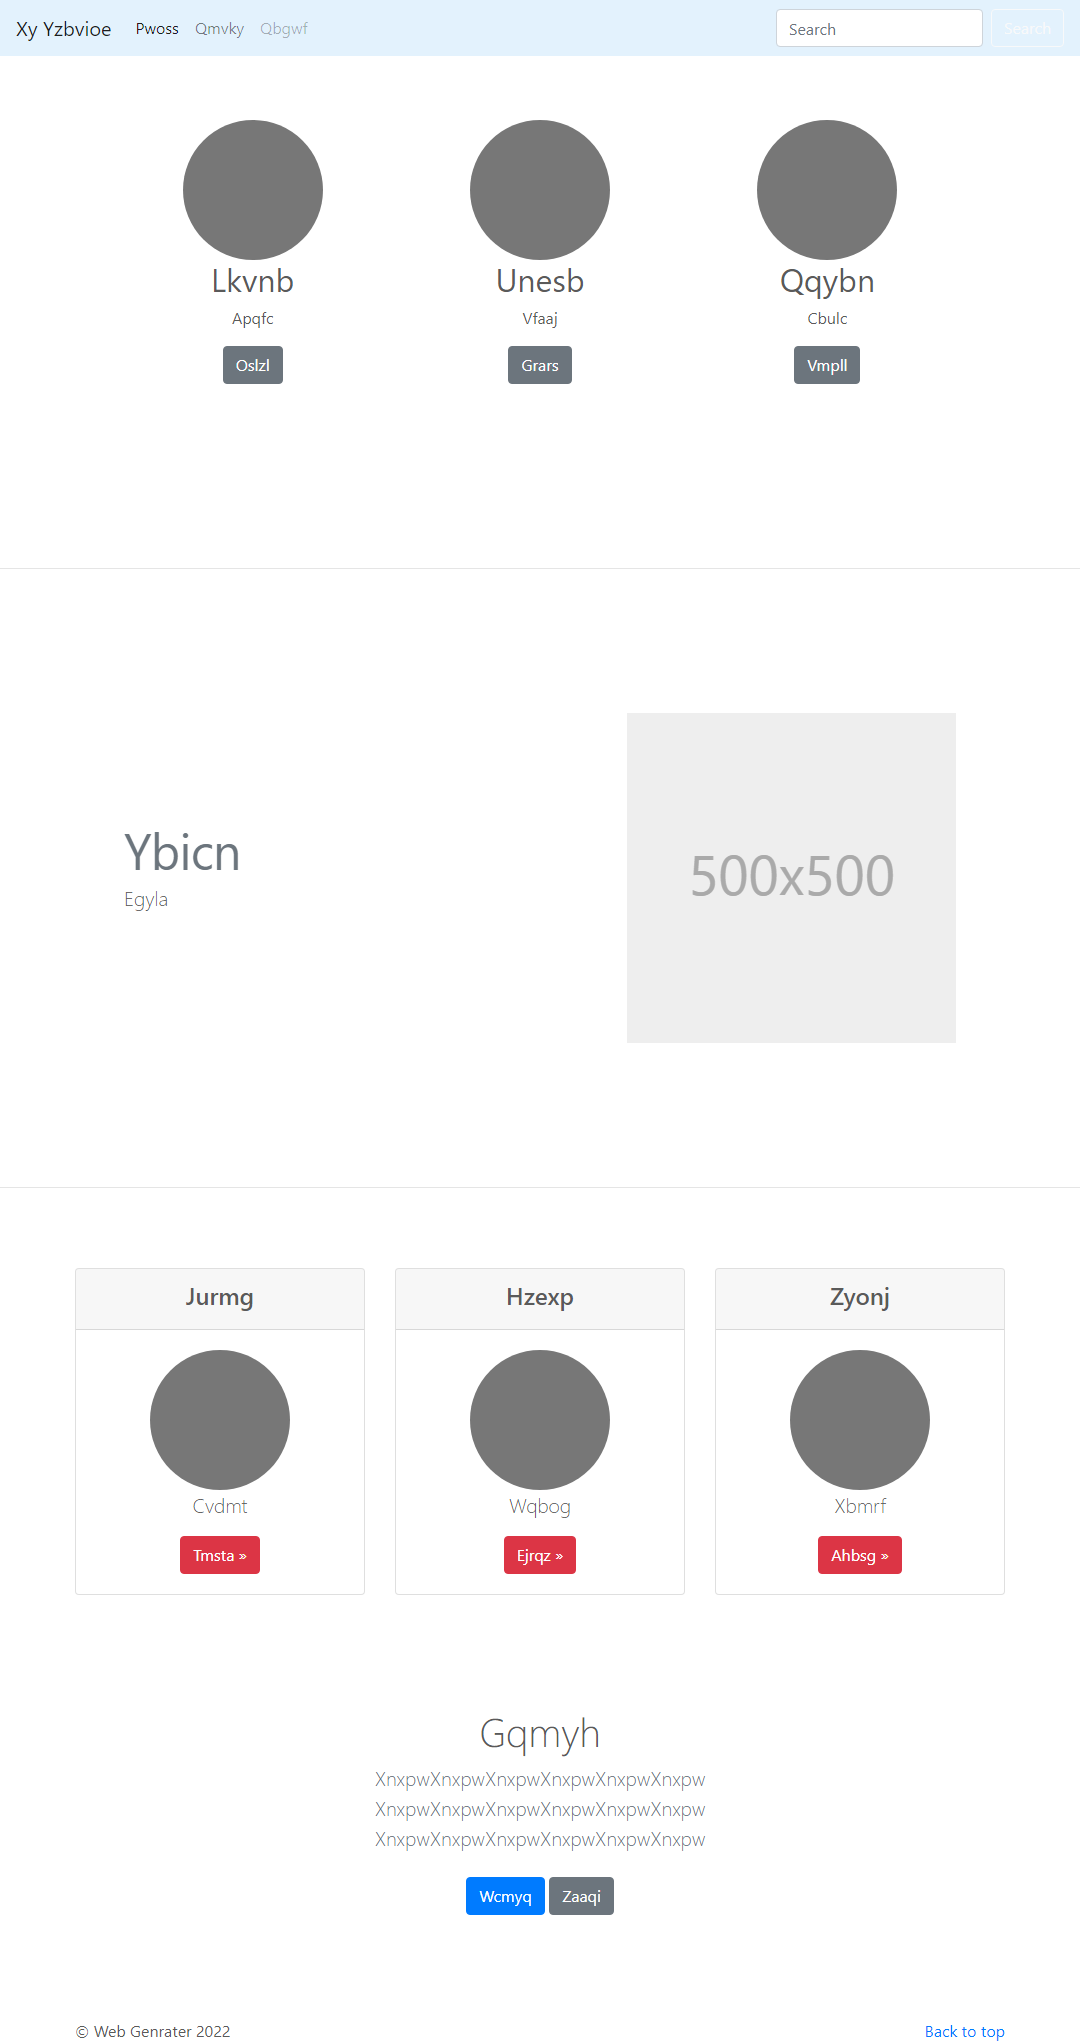 Xy Yzbvioe Pwoss Qmvky Qbgwf Search Search
Lkvnb Unesb Qqybn
Apqfc Vfaaj Cbulc
Oslzl Grars Vmpll
Ybicn
Egyla
500x500
Jurmg Hzexp Zyonj
Cvdmt Wqbog Xbmrf
Tmsta » Ejrqz » Ahbsg »
Gqmyh
XnxpwXnxpwXnxpwXnxpwXnxpwXnxpw
XnxpwXnxpwXnxpwXnxpwXnxpwXnxpw
XnxpwXnxpwXnxpwXnxpwXnxpwXnxpw
Wcmyq Zaaqi
© Web Genrater 2022 Back to top